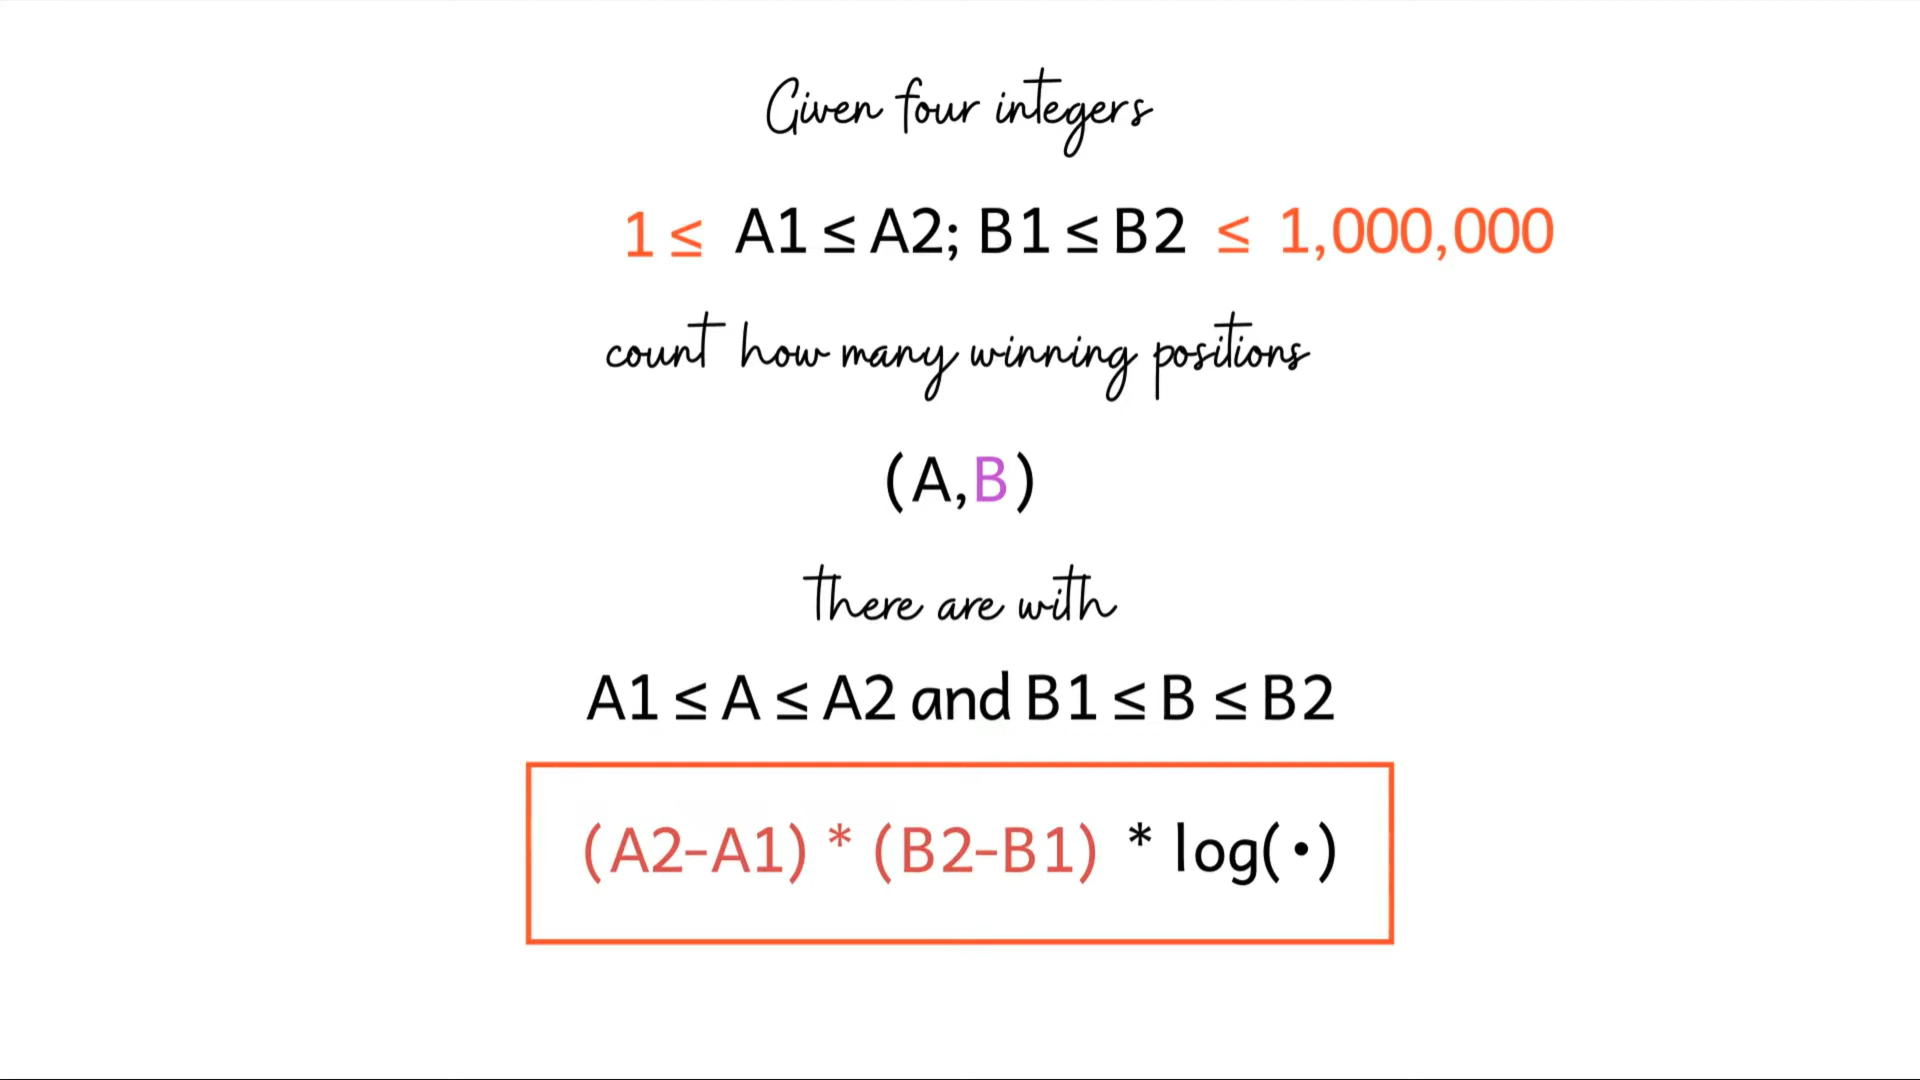 Given four integers
1 ≤ A1 ≤ A2; B1 ≤ B2 ≤ 1,000,000
count how many winning positions
(A,B)
there are with
A1 ≤ A ≤ A2 and B1 ≤ B ≤ B2
(A2-A1) * (B2-B1) * log(·)